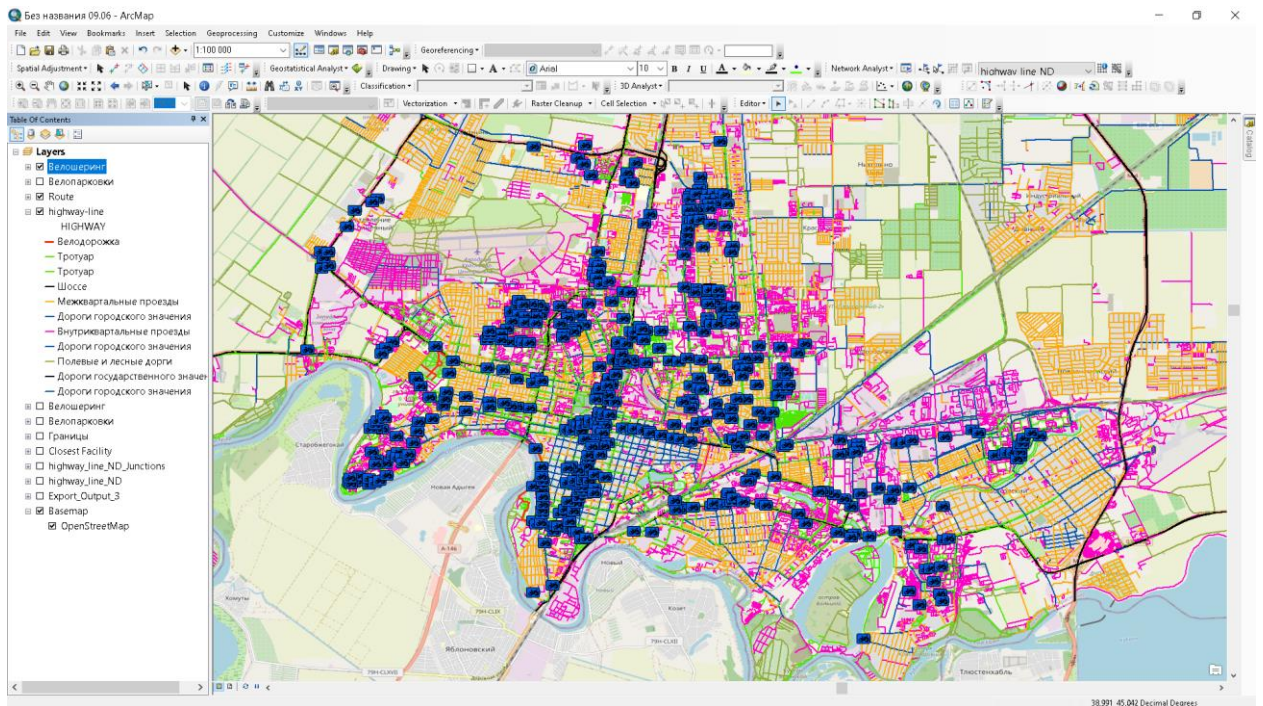 Без названия 09.06 - ArcMap
File Edit View Bookmarks Insert Selection Geoprocessing Customize Windows Help
1:100 000 Georeferencing
Spatial Adjustment Geostatistical Analyst Drawing Arial 10 B I U A Network Analyst highway line ND
Classification 3D Analyst
Vectorization Raster Cleanup Cell Selection Editor
Table Of Contents
Layers
Велошеринг
Велопарковки
Route
highway-line
HIGHWAY
Велодорожка
Тротуар
Тротуар
Шоссе
Межквартальные проезды
Дороги городского значения
Внутриквартальные проезды
Дороги городского значения
Полевые и лесные дорги
Дороги государственного значен
Дороги городского значения
Велошеринг
Велопарковки
Границы
Closest Facility
highway_line_ND_Junctions
highway_line_ND
Export_Output_3
Basemap
OpenStreetMap
Catalog
Старобжегокай
Новая Адыгея
A-146
Новый
Хомуты
Козет
Яблоновский
Тлюстенхабль
38,991 45,042 Decimal Degrees